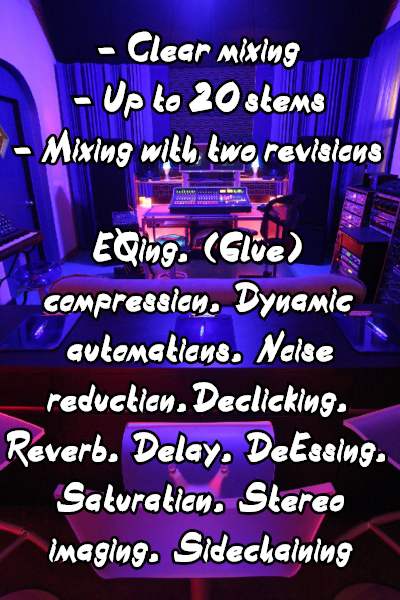 - Clear mixing
- Up to 20 stems
- Mixing with two revisions
EQing. (Glue)
compression. Dynamic
automations. Noise
reduction. Declicking.
Reverb. Delay. DeEssing.
Saturation. Stereo
imaging. Sidechaining